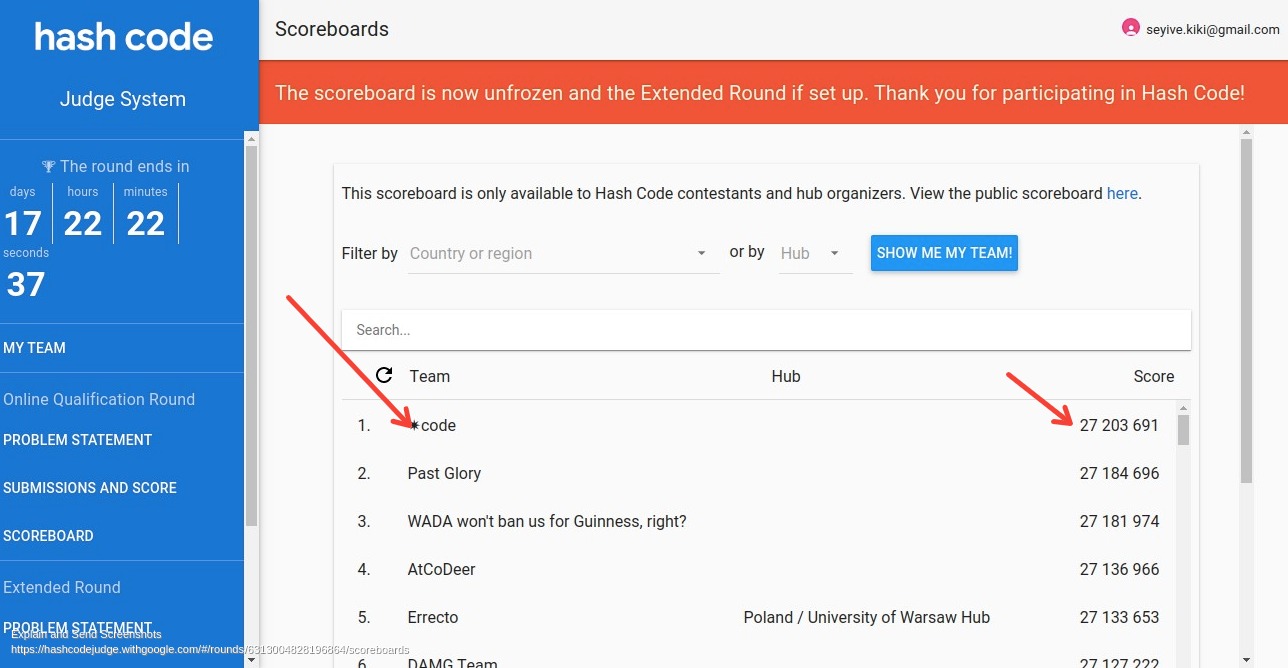 hash code
Judge System
The round ends in
days hours minutes
17 22 22
seconds
37
MY TEAM
Online Qualification Round
PROBLEM STATEMENT
SUBMISSIONS AND SCORE
SCOREBOARD
Extended Round
PROBLEM STATEMENT
Explain and Send Screenshots
https://hashcodejudge.withgoogle.com/#/rounds/6313004828196864/scoreboards
Scoreboards
seyive.kiki@gmail.com
The scoreboard is now unfrozen and the Extended Round if set up. Thank you for participating in Hash Code!
This scoreboard is only available to Hash Code contestants and hub organizers. View the public scoreboard here.
Filter by Country or region or by Hub SHOW ME MY TEAM!
Search...
Team Hub Score
1. ✷code 27 203 691
2. Past Glory 27 184 696
3. WADA won't ban us for Guinness, right? 27 181 974
4. AtCoDeer 27 136 966
5. Errecto Poland / University of Warsaw Hub 27 133 653
6. DAMG Team 27 127 222